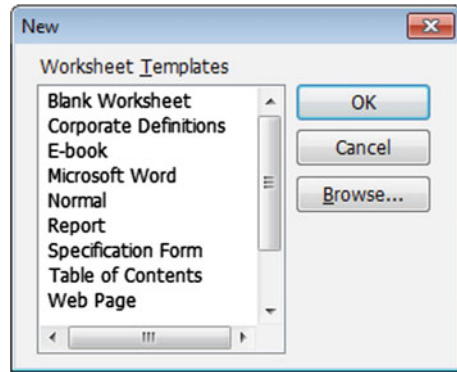 New
Worksheet Templates
Blank Worksheet
Corporate Definitions
E-book
Microsoft Word
Normal
Report
Specification Form
Table of Contents
Web Page
OK
Cancel
Browse...